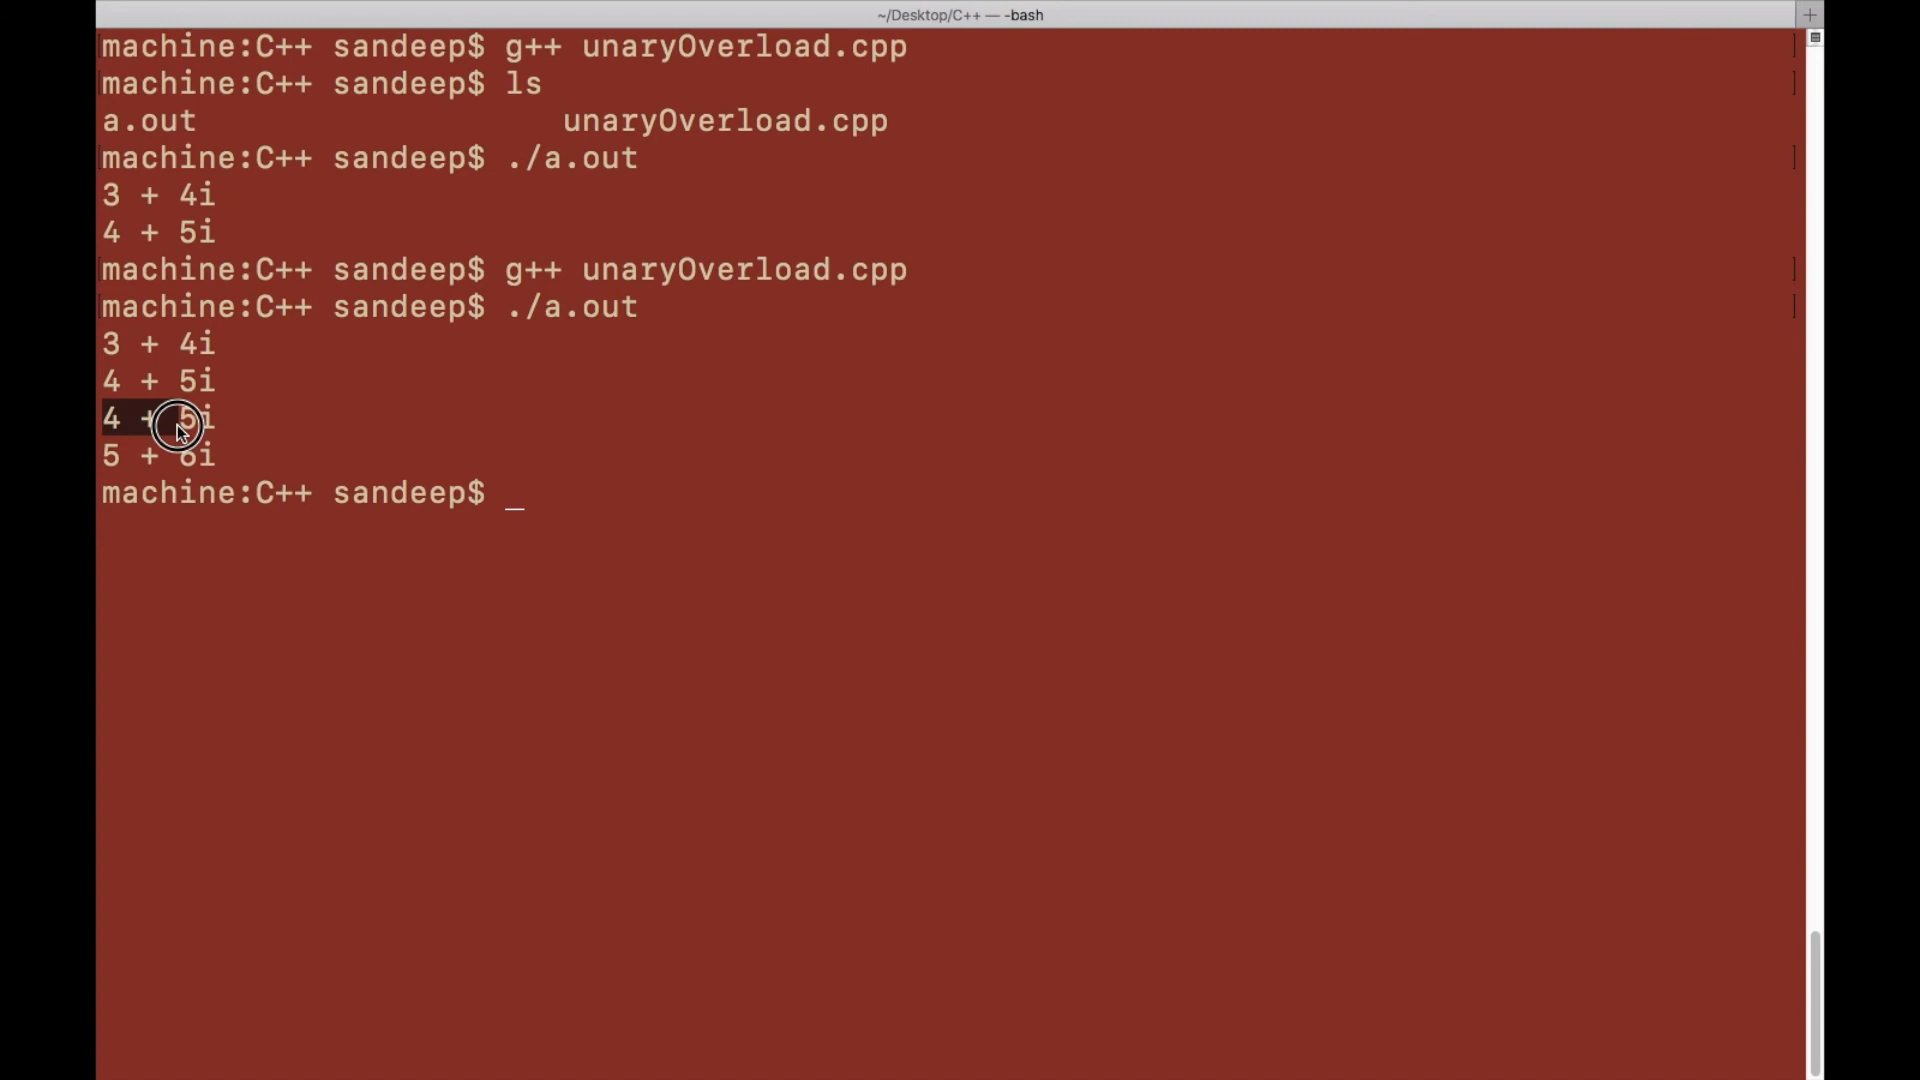 ~/Desktop/C++ — -bash
machine:C++ sandeep$ g++ unaryOverload.cpp
machine:C++ sandeep$ ls
a.out unaryOverload.cpp
machine:C++ sandeep$ ./a.out
3 + 4i
4 + 5i
machine:C++ sandeep$ g++ unaryOverload.cpp
machine:C++ sandeep$ ./a.out
3 + 4i
4 + 5i
4 + 5i
5 + 6i
machine:C++ sandeep$ _